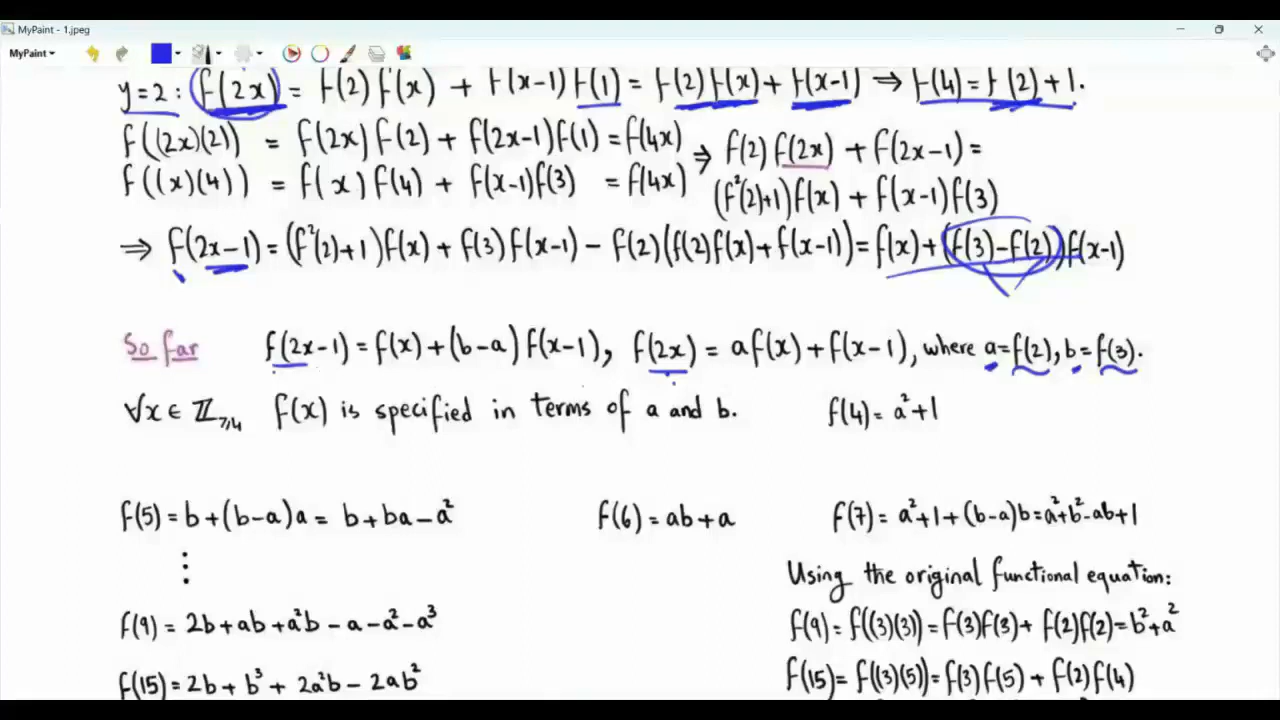 MyPaint - 1.jpeg
MyPaint
y=2: f(2x) = f(2)f(x) + f(x-1)f(1) = f(2)f(x) + f(x-1) ⇒ f(4) = f²(2)+1.
f((2x)(2)) = f(2x)f(2) + f(2x-1)f(1) = f(4x)
f((x)(4)) = f(x)f(4) + f(x-1)f(3) = f(4x)
⇒ f(2)f(2x) + f(2x-1) =
(f²(2)+1)f(x) + f(x-1)f(3)
⇒ f(2x-1) = (f²(2)+1)f(x) + f(3)f(x-1) - f(2)(f(2)f(x) + f(x-1)) = f(x) + (f(3)-f(2))f(x-1)
So far f(2x-1) = f(x) + (b-a)f(x-1), f(2x) = af(x) + f(x-1), where a=f(2), b=f(3).
∀x∈ℤ⩾4 f(x) is specified in terms of a and b. f(4) = a²+1
f(5) = b+(b-a)a = b+ba-a² f(6) = ab+a f(7) = a²+1+(b-a)b = a²+b²-ab+1
⋮
Using the original functional equation:
f(9) = 2b+ab+a²b-a-a²-a³ f(9) = f((3)(3)) = f(3)f(3) + f(2)f(2) = b²+a²
f(15) = 2b+b³+2a²b-2ab² f(15) = f((3)(5)) = f(3)f(5) + f(2)f(4)